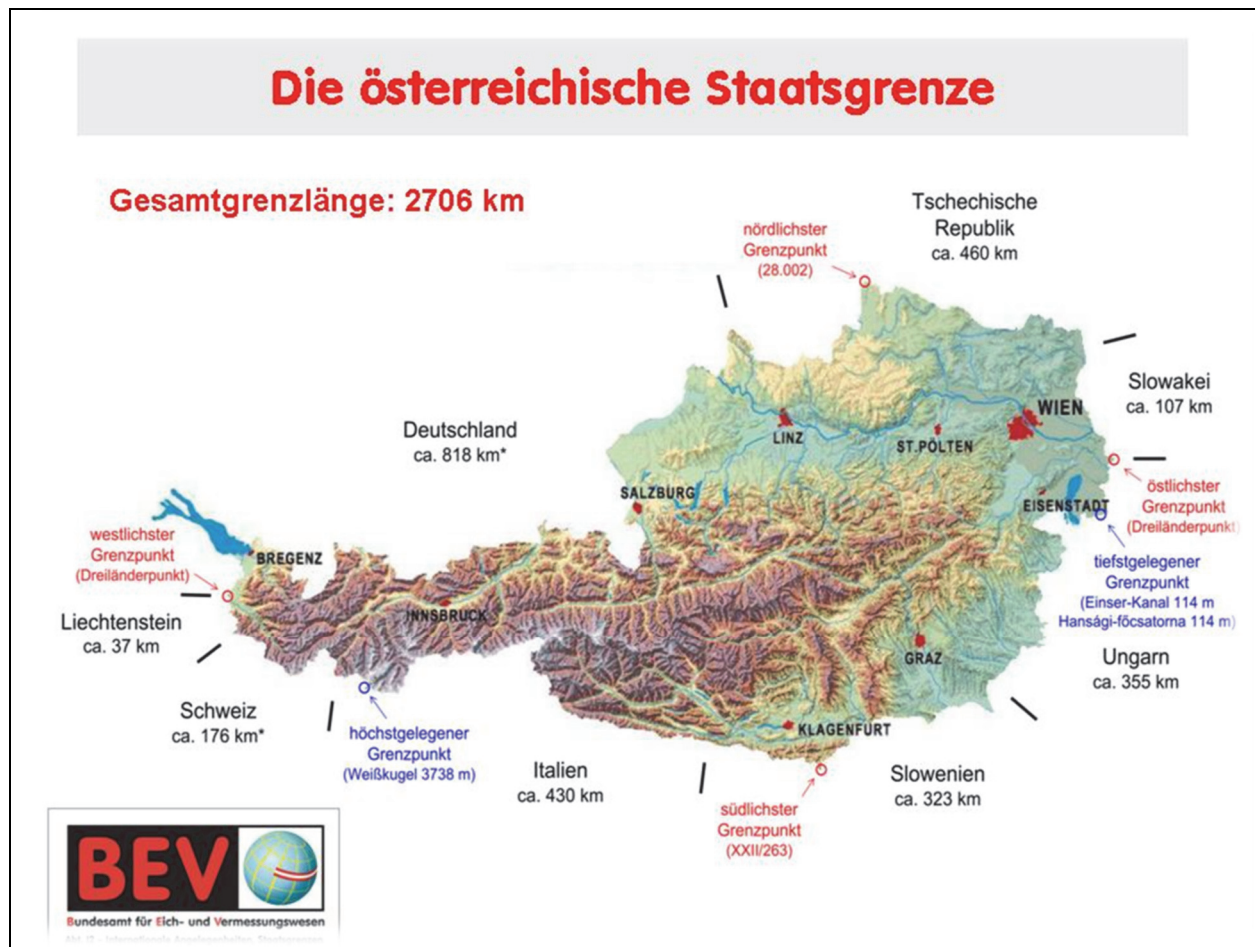 Die österreichische Staatsgrenze
Gesamtgrenzlänge: 2706 km
Tschechische
Republik
ca. 460 km
nördlichster
Grenzpunkt
(28.002)
Slowakei
ca. 107 km
WIEN
LINZ
ST.PÖLTEN
Deutschland
ca. 818 km*
SALZBURG
EISENSTADT
östlichster
Grenzpunkt
(Dreiländerpunkt)
westlichster
Grenzpunkt
(Dreiländerpunkt)
BREGENZ
tiefstgelegener
Grenzpunkt
(Einser-Kanal 114 m
Hansági-föcsatorna 114 m)
INNSBRUCK
Liechtenstein
ca. 37 km
GRAZ
Ungarn
ca. 355 km
Schweiz
ca. 176 km*
höchstgelegener
Grenzpunkt
(Weißkugel 3738 m)
KLAGENFURT
Italien
ca. 430 km
Slowenien
ca. 323 km
südlichster
Grenzpunkt
(XXII/263)
BEV
Bundesamt für Eich- und Vermessungswesen
Internationale Angelegenheiten, Staatsgrenzen